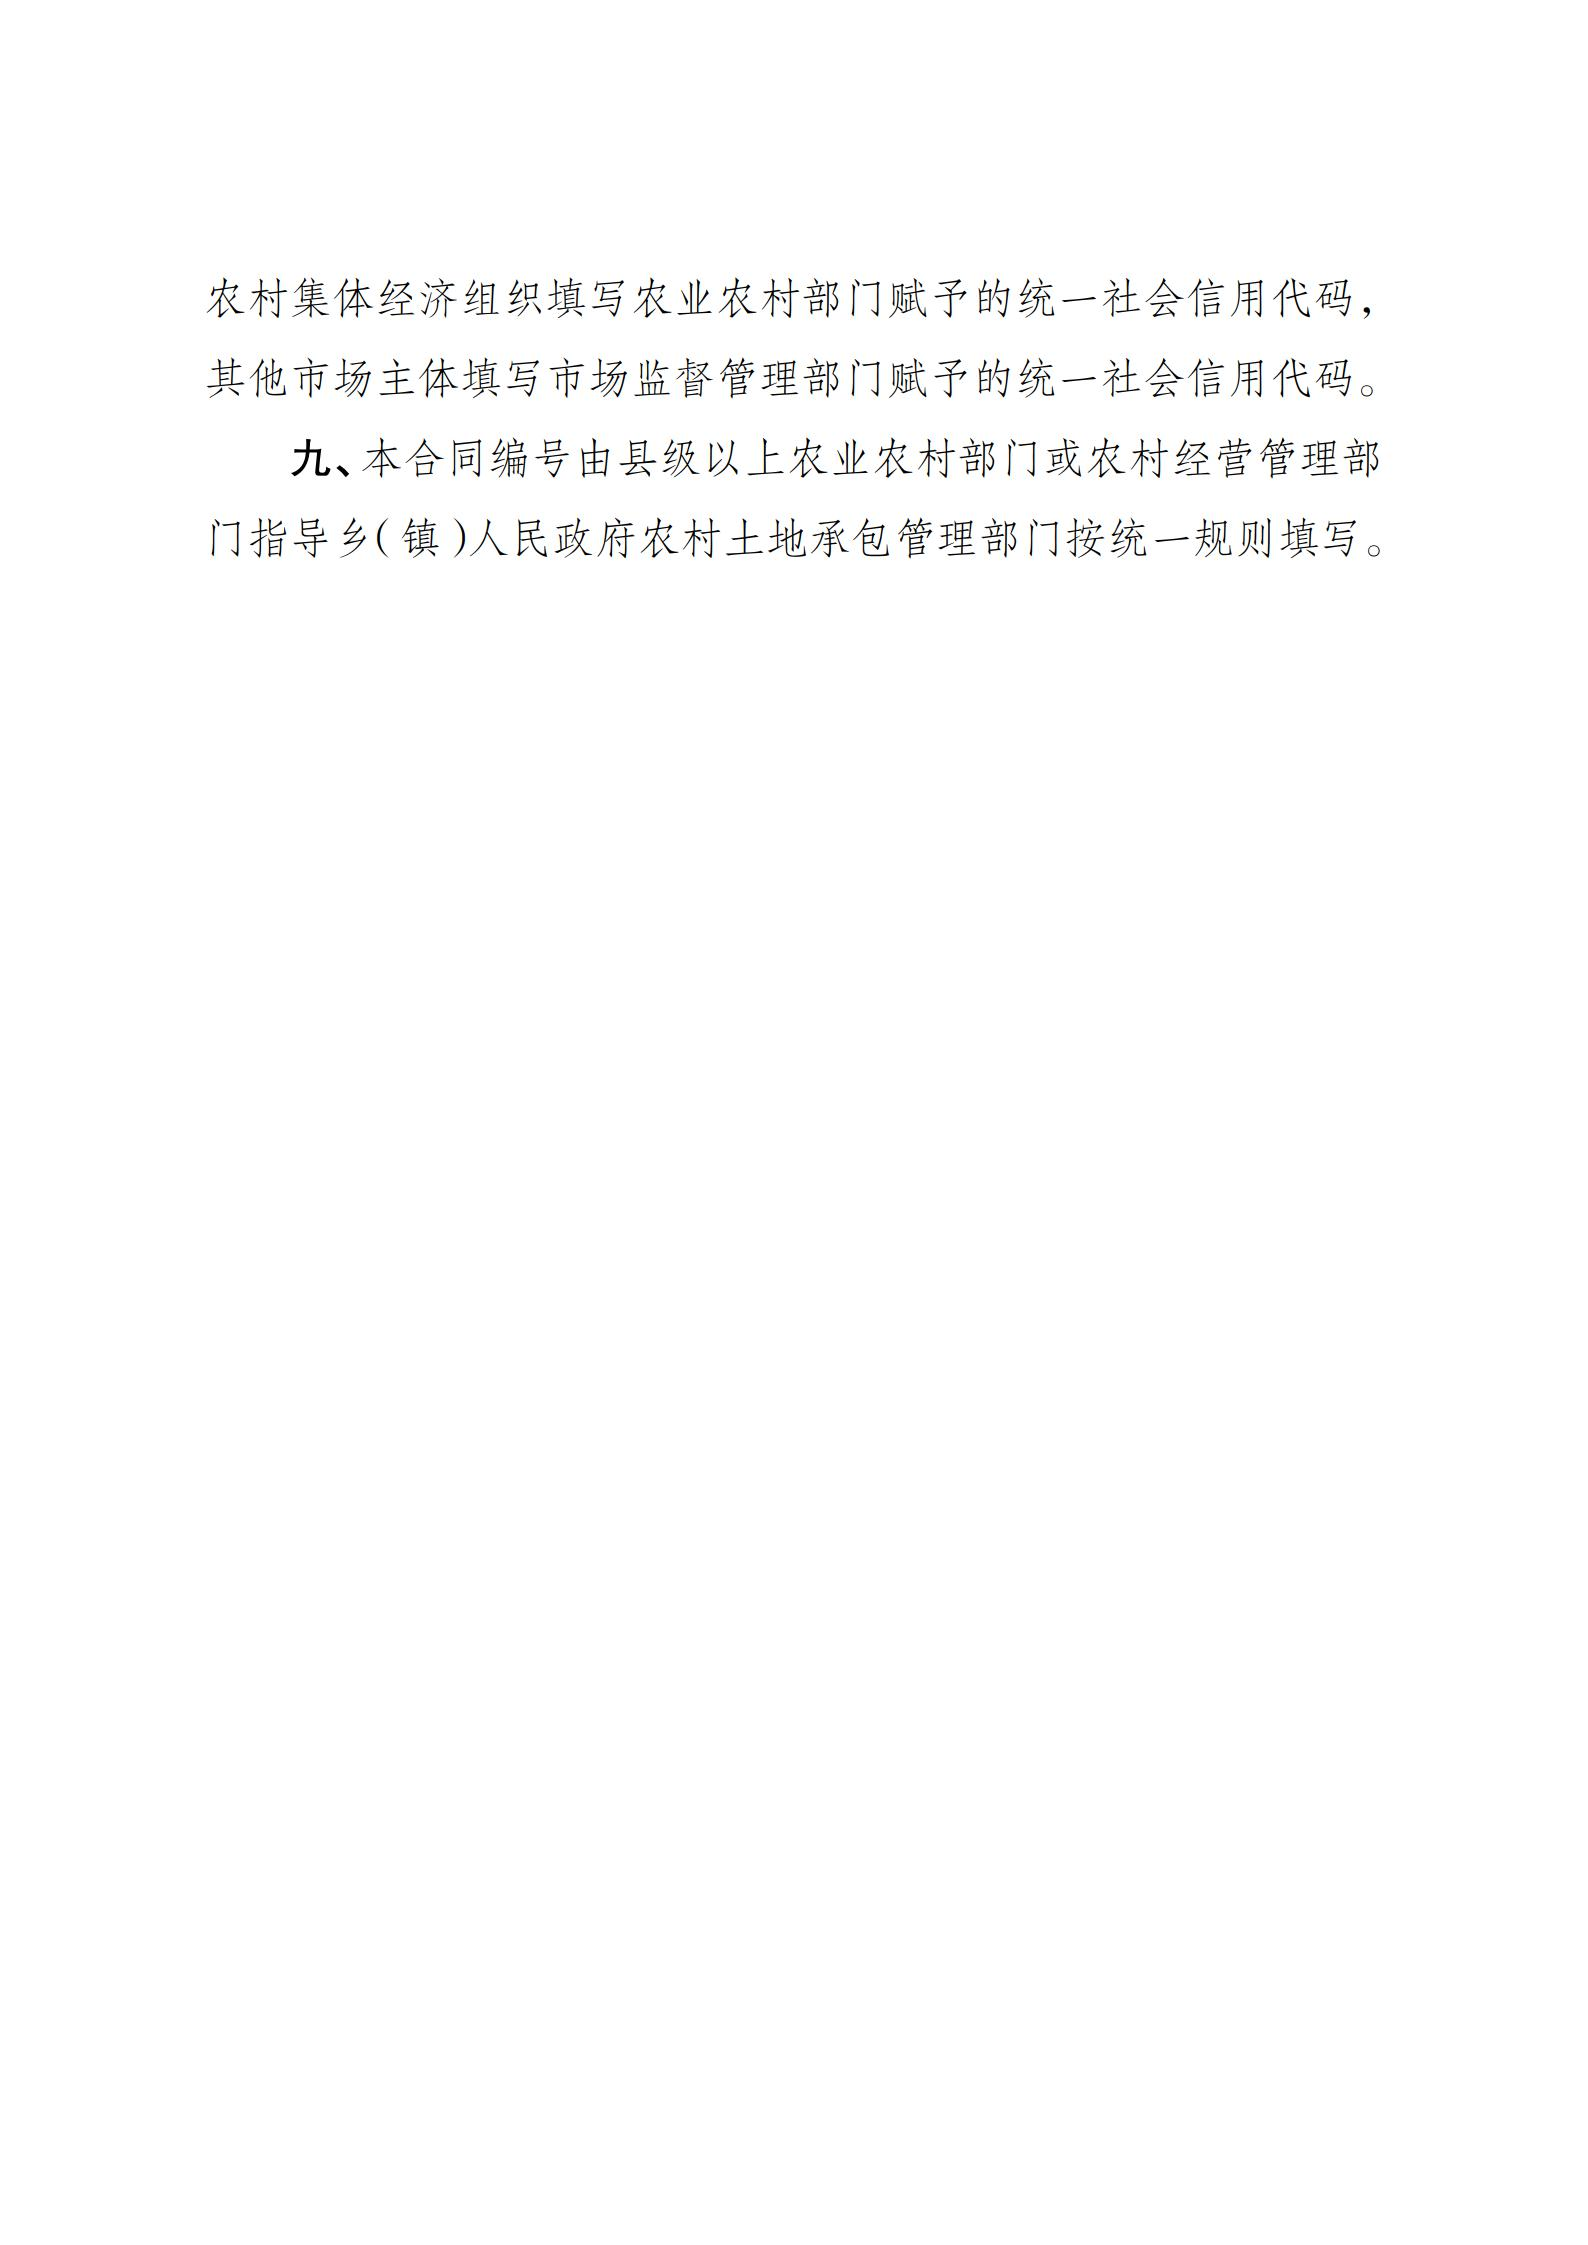 农村集体经济组织填写农业农村部门赋予的统一社会信用代码，
其他市场主体填写市场监督管理部门赋予的统一社会信用代码。
九、本合同编号由县级以上农业农村部门或农村经营管理部
门指导乡(镇)人民政府农村土地承包管理部门按统一规则填写。